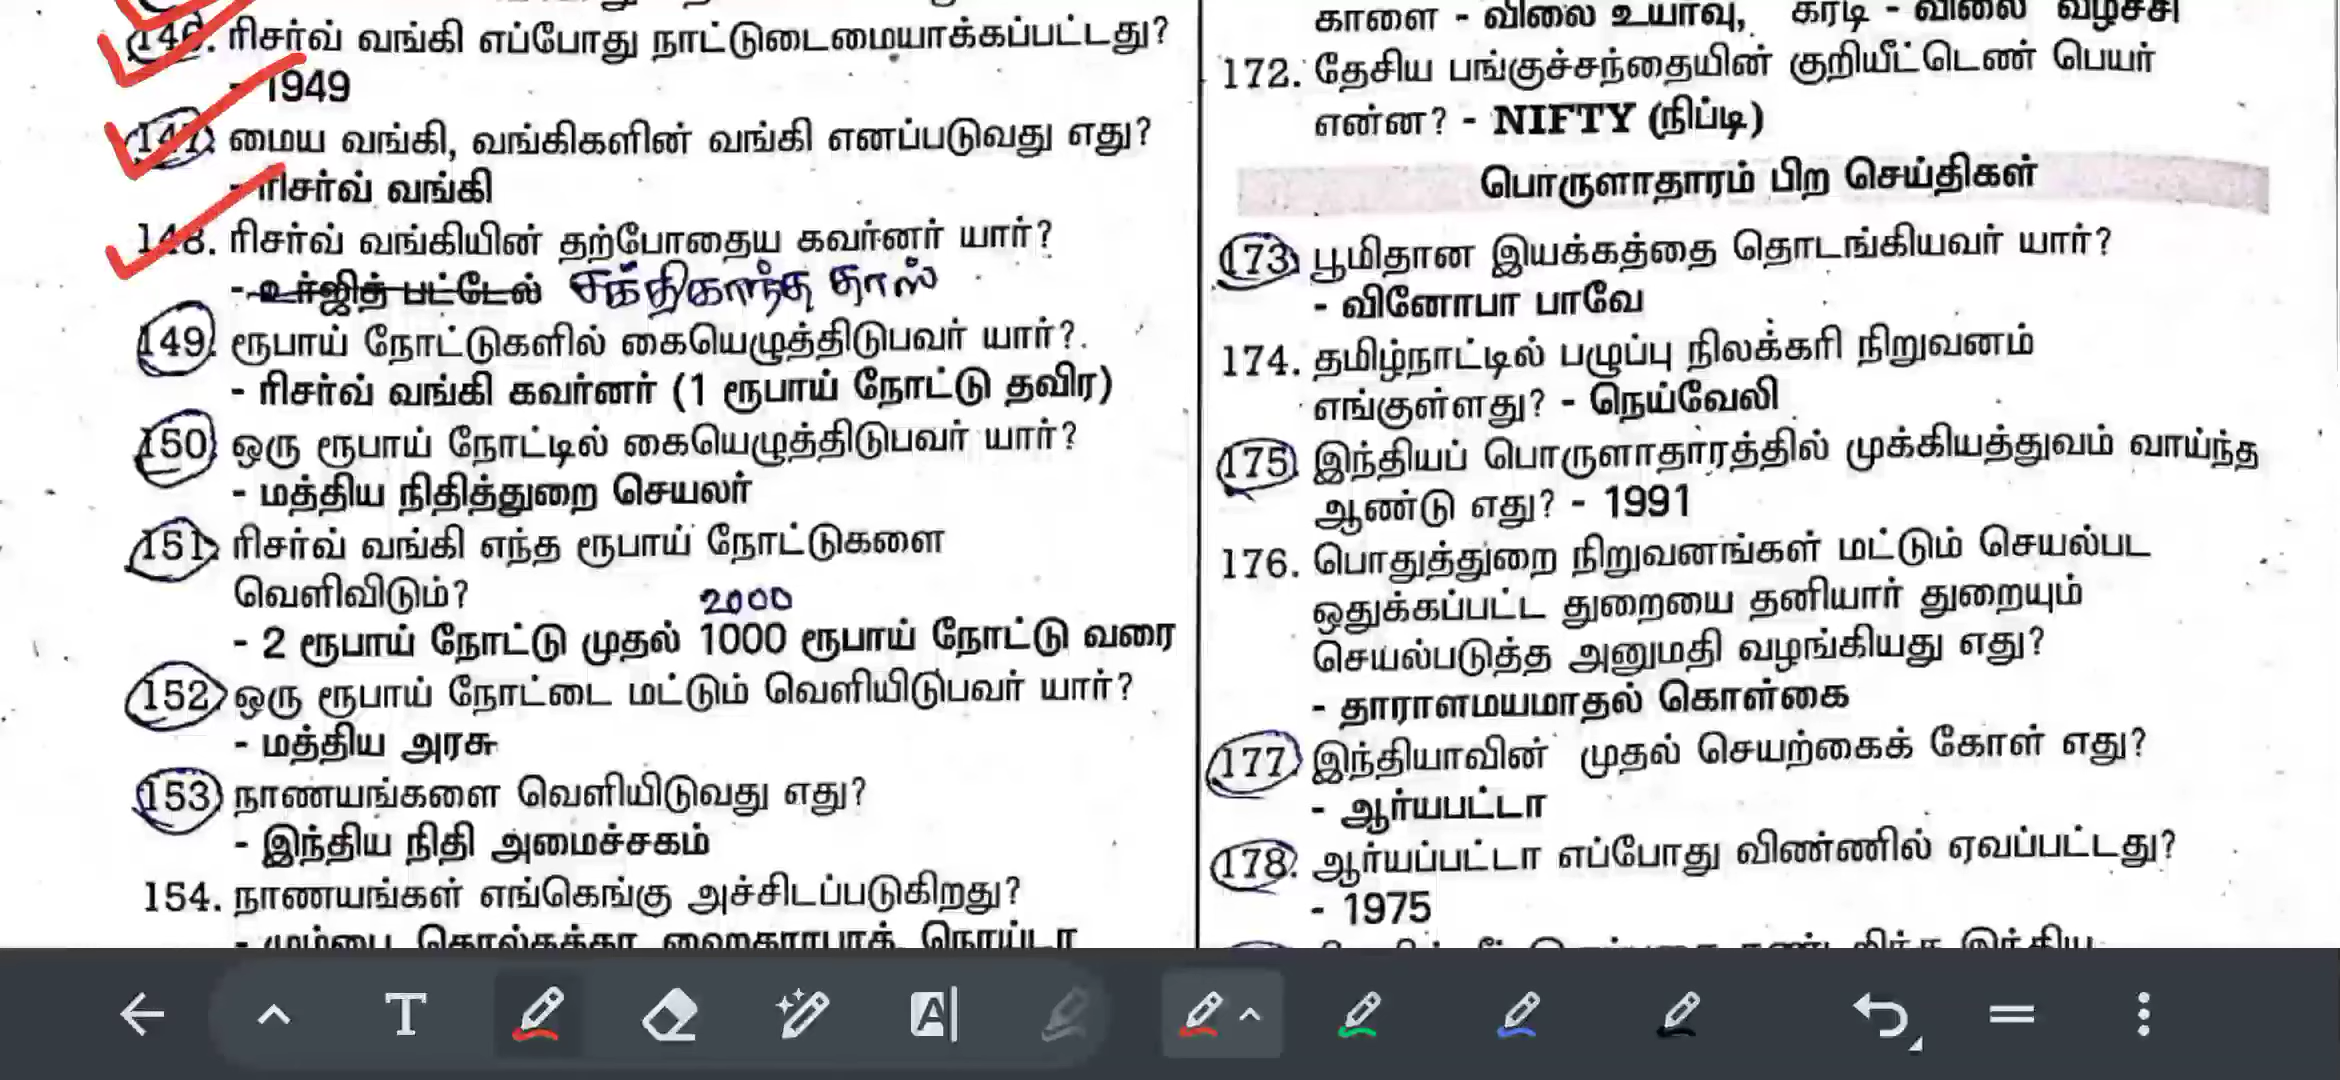 146. ரிசர்வ் வங்கி எப்போது நாட்டுடைமையாக்கப்பட்டது?
- 1949
147. மைய வங்கி, வங்கிகளின் வங்கி எனப்படுவது எது?
- ரிசர்வ் வங்கி
148. ரிசர்வ் வங்கியின் தற்போதைய கவர்னர் யார்?
- உர்ஜித் பட்டேல் சக்திகாந்த தாஸ்
149. ரூபாய் நோட்டுகளில் கையெழுத்திடுபவர் யார்?
- ரிசர்வ் வங்கி கவர்னர் (1 ரூபாய் நோட்டு தவிர)
150. ஒரு ரூபாய் நோட்டில் கையெழுத்திடுபவர் யார்?
- மத்திய நிதித்துறை செயலர்
151. ரிசர்வ் வங்கி எந்த ரூபாய் நோட்டுகளை
வெளிவிடும்?
2000
- 2 ரூபாய் நோட்டு முதல் 1000 ரூபாய் நோட்டு வரை
152. ஒரு ரூபாய் நோட்டை மட்டும் வெளியிடுபவர் யார்?
- மத்திய அரசு
153. நாணயங்களை வெளியிடுவது எது?
- இந்திய நிதி அமைச்சகம்
154. நாணயங்கள் எங்கெங்கு அச்சிடப்படுகிறது?
- மும்பை, கொல்கத்தா, ஹைதராபாத், நொய்டா
காளை - விலை உயர்வு, கரடி - விலை வீழ்ச்சி
172. தேசிய பங்குச்சந்தையின் குறியீட்டெண் பெயர்
என்ன? - NIFTY (நிப்டி)
பொருளாதாரம் பிற செய்திகள்
173. பூமிதான இயக்கத்தை தொடங்கியவர் யார்?
- வினோபா பாவே
174. தமிழ்நாட்டில் பழுப்பு நிலக்கரி நிறுவனம்
எங்குள்ளது? - நெய்வேலி
175. இந்தியப் பொருளாதாரத்தில் முக்கியத்துவம் வாய்ந்த
ஆண்டு எது? - 1991
176. பொதுத்துறை நிறுவனங்கள் மட்டும் செயல்பட
ஒதுக்கப்பட்ட துறையை தனியார் துறையும்
செயல்படுத்த அனுமதி வழங்கியது எது?
- தாராளமயமாதல் கொள்கை
177. இந்தியாவின் முதல் செயற்கைக் கோள் எது?
- ஆர்யபட்டா
178. ஆர்யப்பட்டா எப்போது விண்ணில் ஏவப்பட்டது?
- 1975